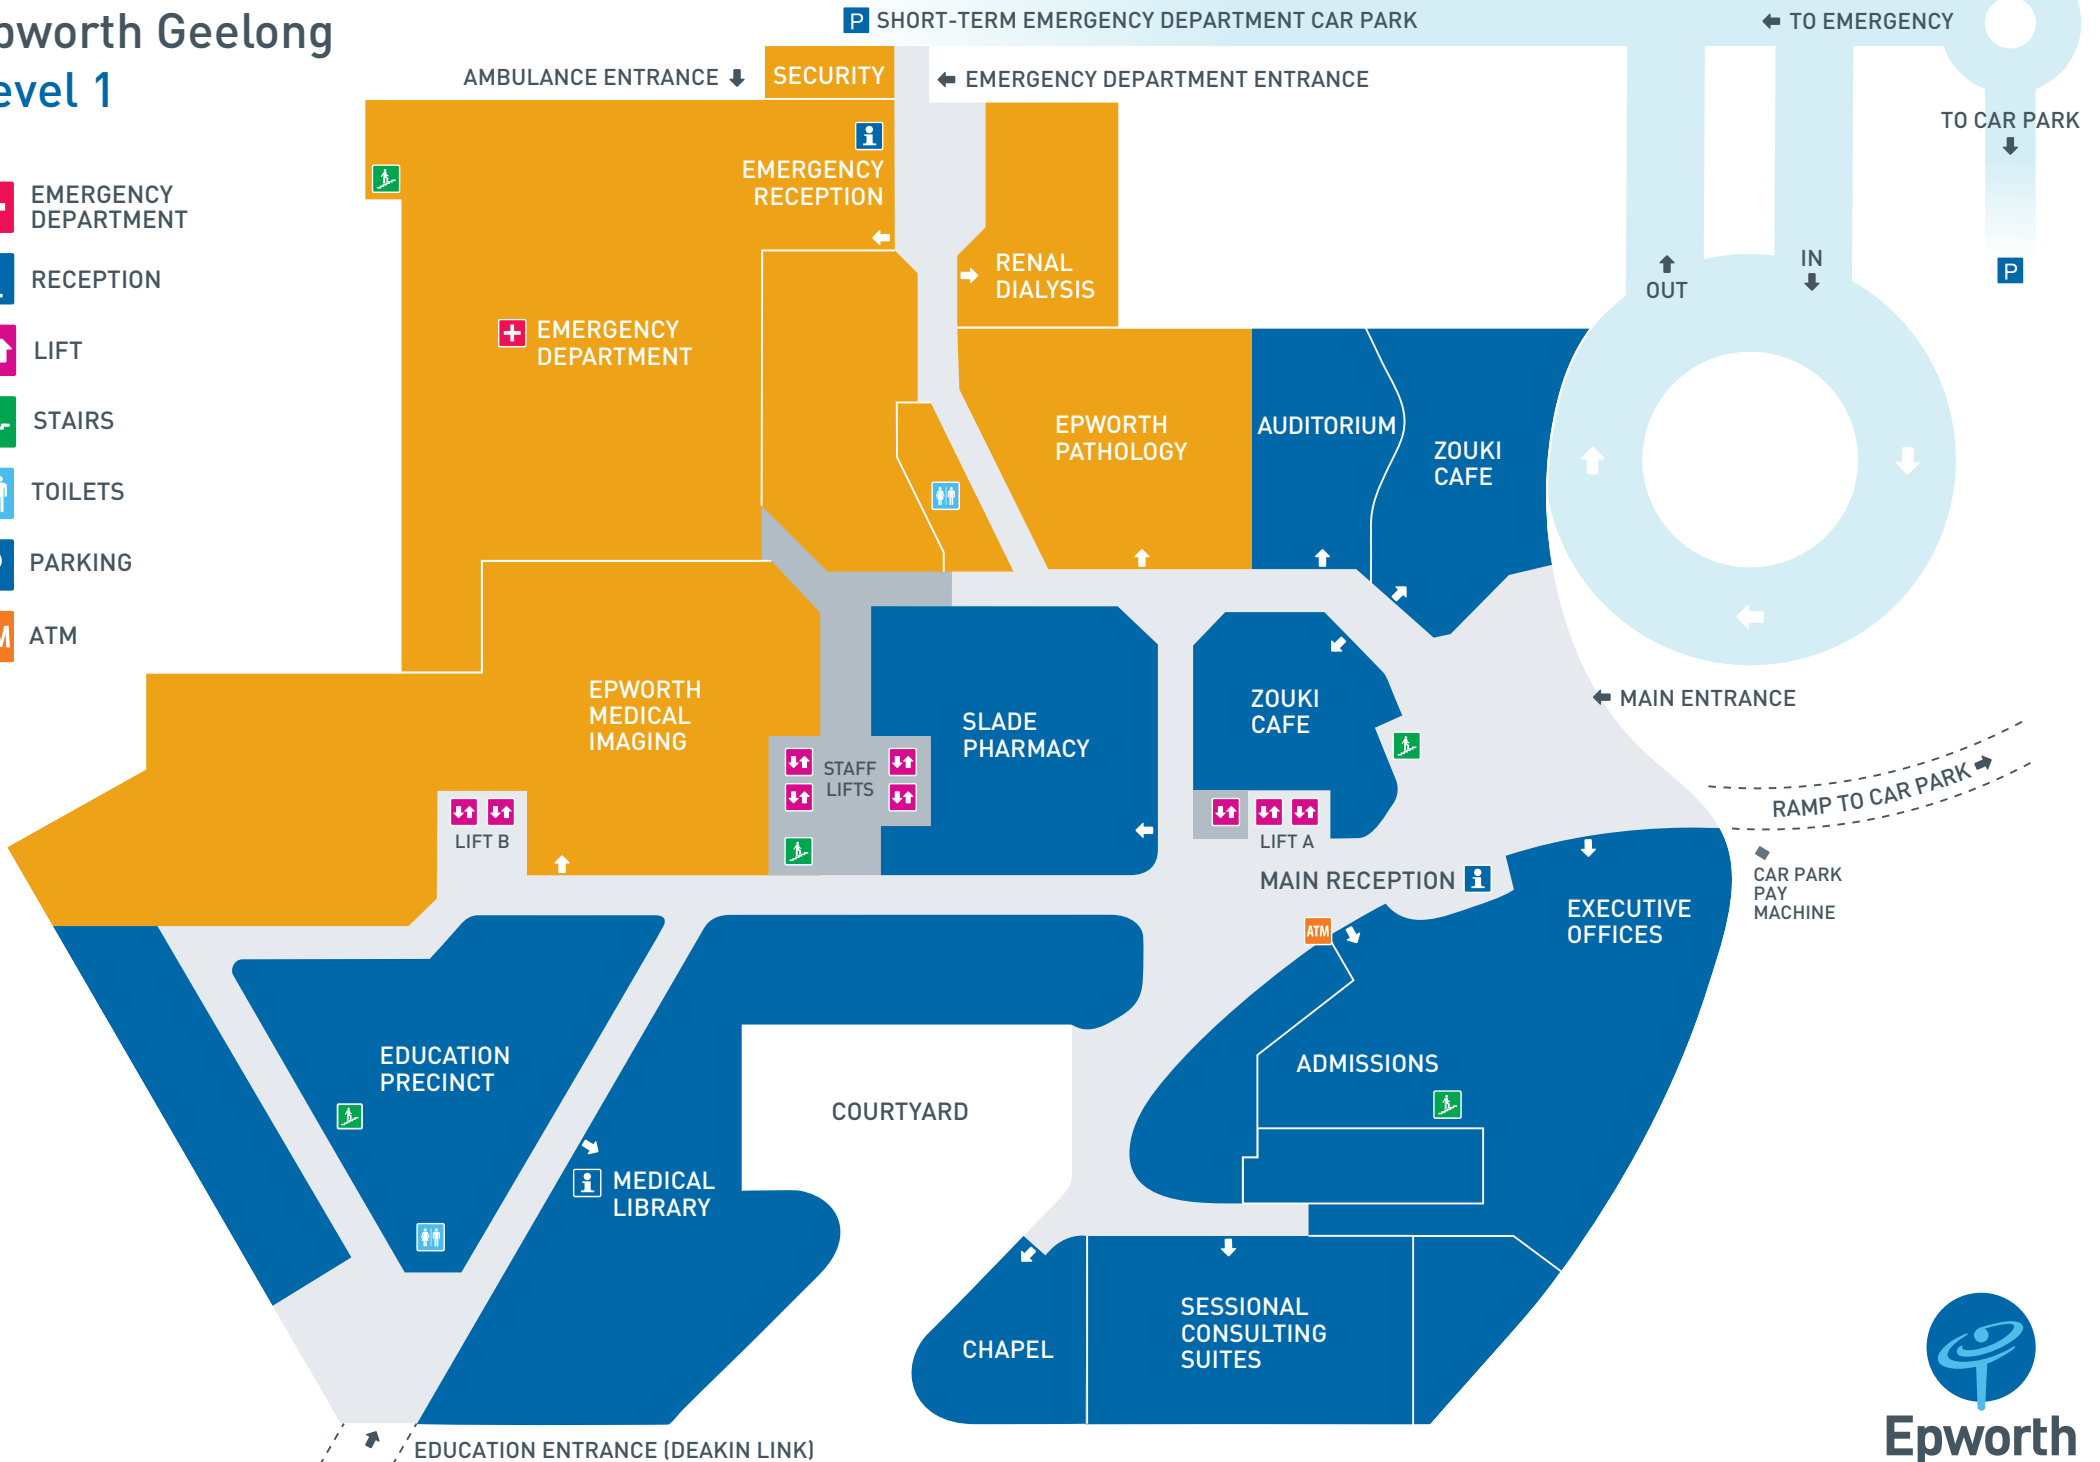 pworth Geelong
evel 1
P SHORT-TERM EMERGENCY DEPARTMENT CAR PARK
TO EMERGENCY
AMBULANCE ENTRANCE
SECURITY
EMERGENCY DEPARTMENT ENTRANCE
TO CAR PARK
EMERGENCY
DEPARTMENT
RECEPTION
LIFT
STAIRS
TOILETS
PARKING
M
ATM
EMERGENCY
RECEPTION
RENAL
DIALYSIS
OUT
IN
P
EMERGENCY
DEPARTMENT
EPWORTH
PATHOLOGY
AUDITORIUM
ZOUKI
CAFE
EPWORTH
MEDICAL
IMAGING
SLADE
PHARMACY
ZOUKI
CAFE
MAIN ENTRANCE
STAFF
LIFTS
RAMP TO CAR PARK
LIFT B
LIFT A
MAIN RECEPTION
CAR PARK
PAY
MACHINE
ATM
EXECUTIVE
OFFICES
EDUCATION
PRECINCT
ADMISSIONS
COURTYARD
MEDICAL
LIBRARY
CHAPEL
SESSIONAL
CONSULTING
SUITES
EDUCATION ENTRANCE (DEAKIN LINK)
Epworth